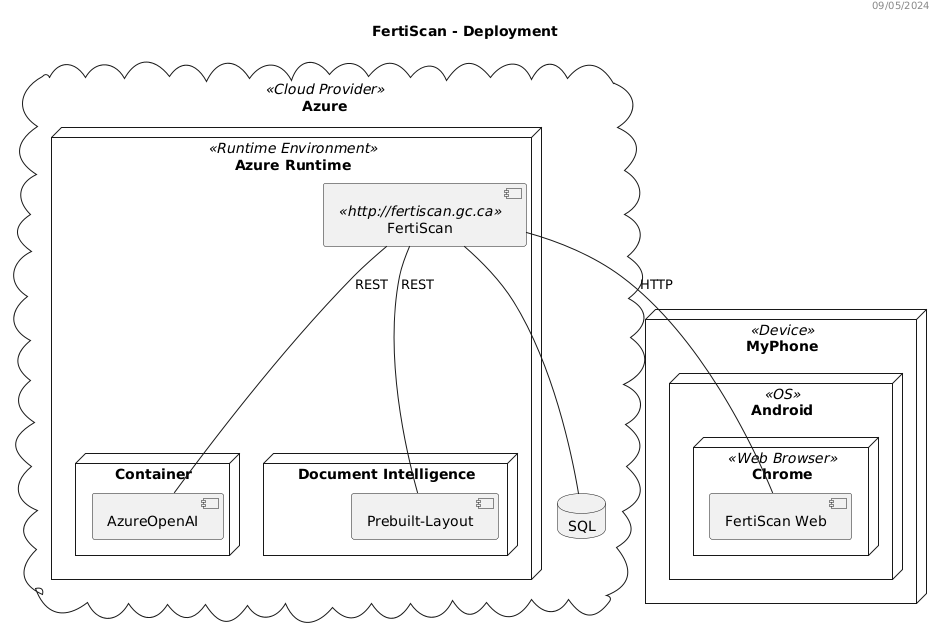 09/05/2024
FertiScan - Deployment
«Cloud Provider»
Azure
«Runtime Environment»
Azure Runtime
«http://fertiscan.gc.ca»
FertiScan
REST
REST
HTTP
«Device»
MyPhone
«OS»
Android
«Web Browser»
Chrome
Container
Document Intelligence
AzureOpenAI
Prebuilt-Layout
SQL
FertiScan Web